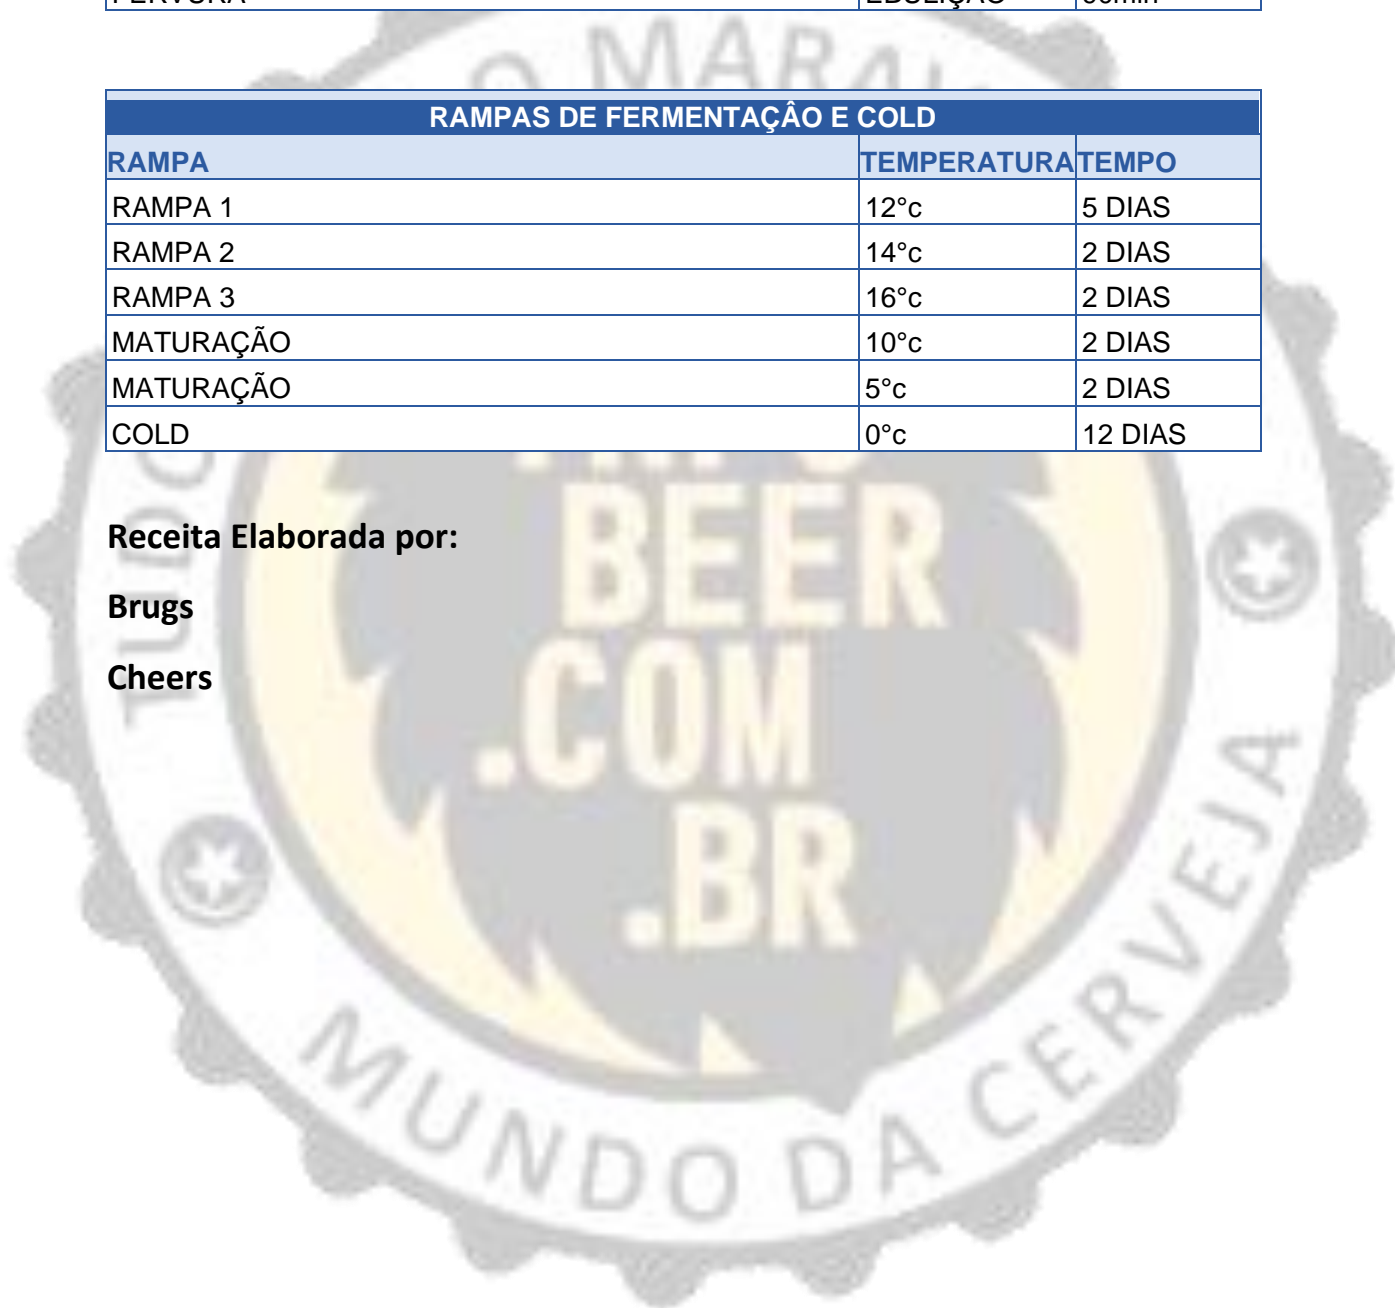 RAMPAS DE FERMENTAÇÂO E COLD
RAMPA TEMPERATURA TEMPO
RAMPA 1 12°c 5 DIAS
RAMPA 2 14°c 2 DIAS
RAMPA 3 16°c 2 DIAS
MATURAÇÃO 10°c 2 DIAS
MATURAÇÃO 5°c 2 DIAS
COLD 0°c 12 DIAS
Receita Elaborada por:
Brugs
Cheers
BEER
.COM
.BR
MUNDO DA CERVEJA